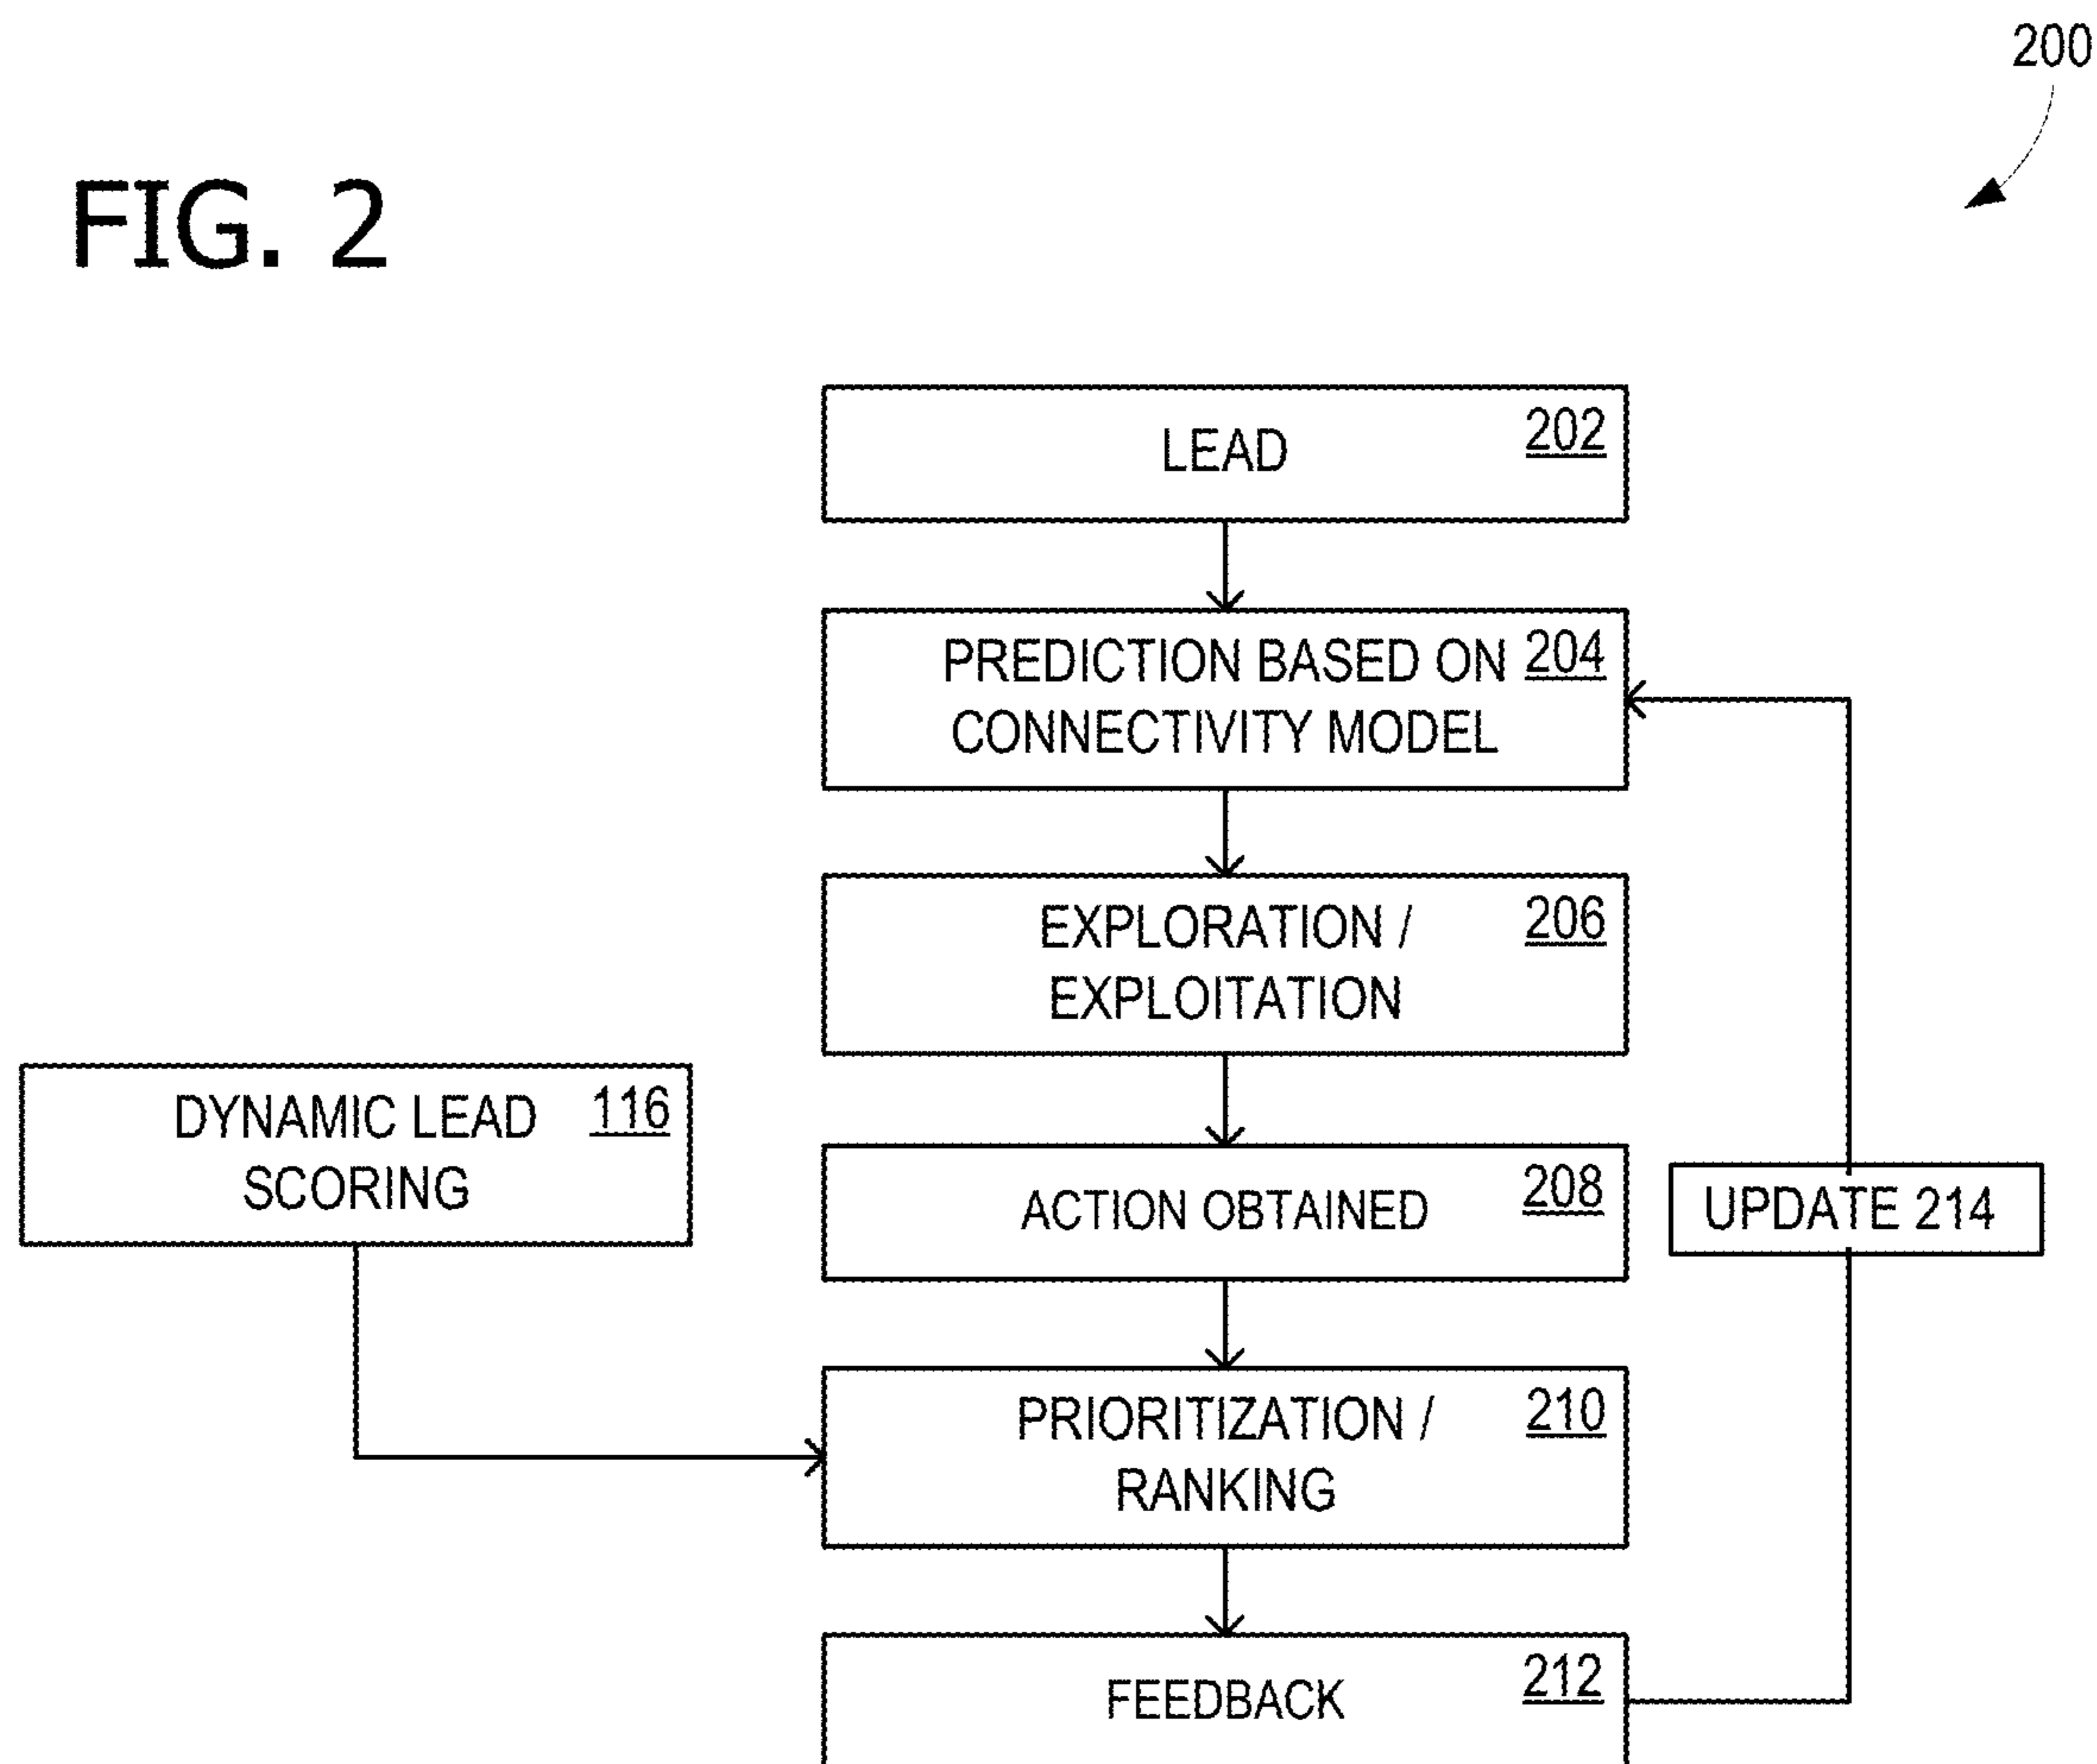 200
FIG. 2
LEAD 202
PREDICTION BASED ON 204
CONNECTIVITY MODEL
EXPLORATION / 206
EXPLOITATION
DYNAMIC LEAD 116
SCORING
ACTION OBTAINED 208
UPDATE 214
PRIORITIZATION / 210
RANKING
FEEDBACK 212